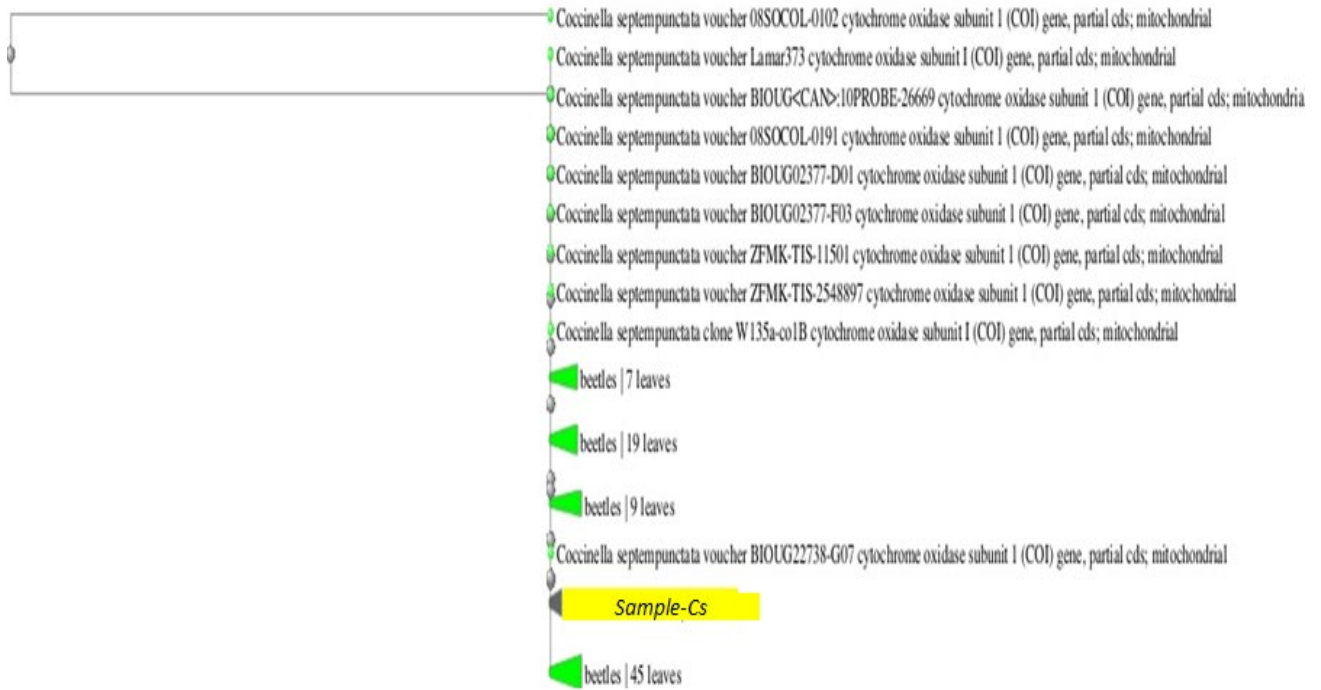 Coccinella septempunctata voucher 08SOCOL-0102 cytochrome oxidase subunit 1 (COI) gene, partial cds; mitochondrial
Coccinella septempunctata voucher Lamar373 cytochrome oxidase subunit I (COI) gene, partial cds; mitochondrial
Coccinella septempunctata voucher BIOUG<CAN>:10PROBE-26669 cytochrome oxidase subunit 1 (COI) gene, partial cds; mitochondria
Coccinella septempunctata voucher 08SOCOL-0191 cytochrome oxidase subunit 1 (COI) gene, partial cds; mitochondrial
Coccinella septempunctata voucher BIOUG02377-D01 cytochrome oxidase subunit 1 (COI) gene, partial cds; mitochondrial
Coccinella septempunctata voucher BIOUG02377-F03 cytochrome oxidase subunit 1 (COI) gene, partial cds; mitochondrial
Coccinella septempunctata voucher ZFMK-TIS-11501 cytochrome oxidase subunit 1 (COI) gene, partial cds; mitochondrial
Coccinella septempunctata voucher ZFMK-TIS-2548897 cytochrome oxidase subunit 1 (COI) gene, partial cds; mitochondrial
Coccinella septempunctata clone W135a-co1B cytochrome oxidase subunit I (COI) gene, partial cds; mitochondrial
beetles | 7 leaves
beetles | 19 leaves
beetles | 9 leaves
Coccinella septempunctata voucher BIOUG22738-G07 cytochrome oxidase subunit 1 (COI) gene, partial cds; mitochondrial
Sample-Cs
beetles | 45 leaves